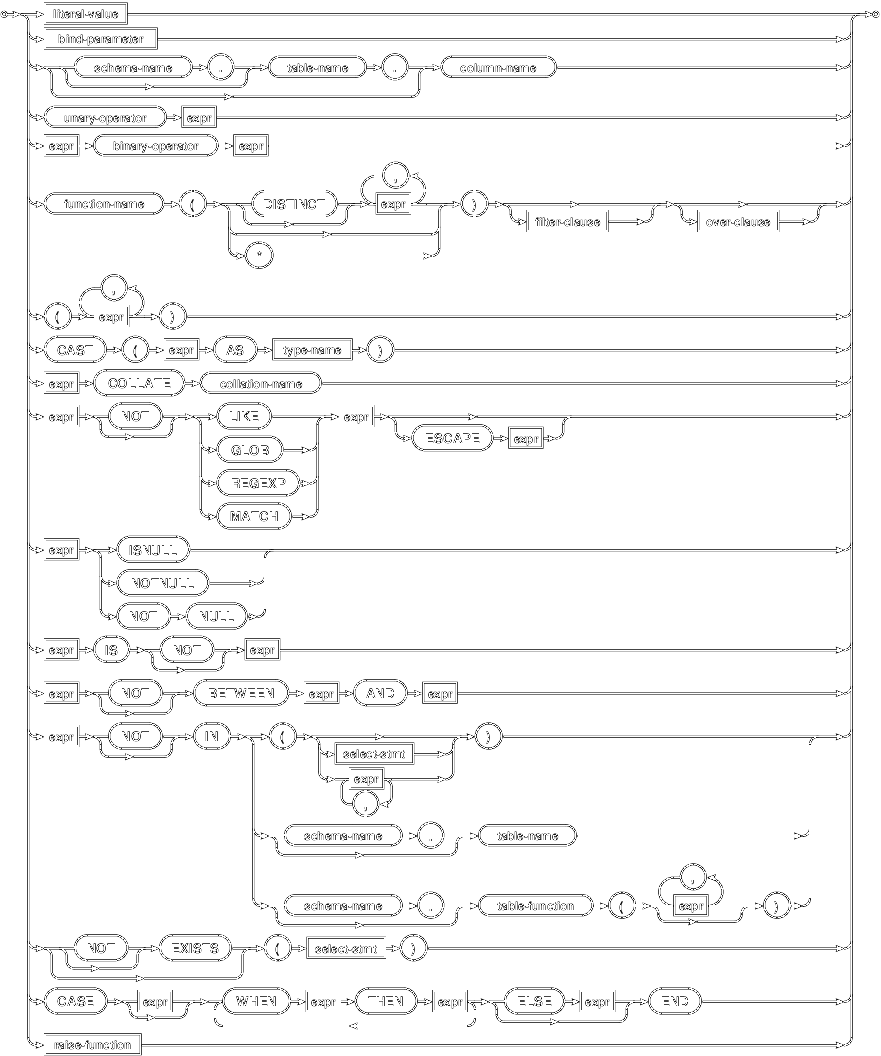 literal-value
bind-parameter
schema-name . table-name . column-name
unary-operator expr
expr binary-operator expr
,
function-name ( DISTINCT expr )
filter-clause over-clause
*
,
( expr )
CAST ( expr AS type-name )
expr COLLATE collation-name
expr NOT LIKE expr
GLOB ESCAPE expr
REGEXP
MATCH
expr ISNULL
NOTNULL
NOT NULL
expr IS NOT expr
expr NOT BETWEEN expr AND expr
expr NOT IN ( )
select-stmt
expr
,
schema-name . table-name
,
schema-name . table-function ( expr )
NOT EXISTS ( select-stmt )
CASE expr WHEN expr THEN expr ELSE expr END
raise-function